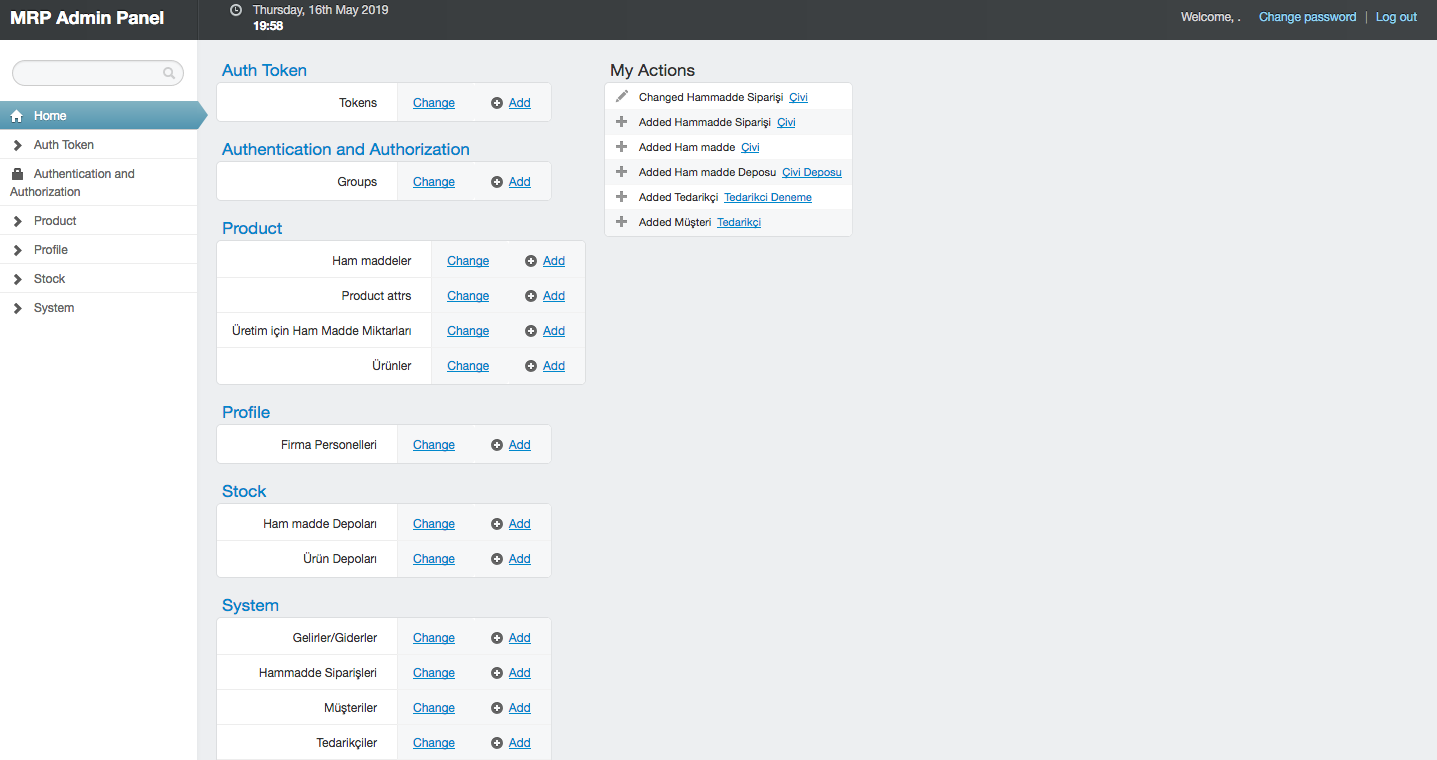 MRP Admin Panel
Thursday, 16th May 2019
19:58
Welcome, . Change password | Log out
Home
Auth Token
Authentication and
Authorization
Product
Profile
Stock
System
Auth Token
Tokens Change Add
Authentication and Authorization
Groups Change Add
Product
Ham maddeler Change Add
Product attrs Change Add
Üretim için Ham Madde Miktarları Change Add
Ürünler Change Add
Profile
Firma Personelleri Change Add
Stock
Ham madde Depoları Change Add
Ürün Depoları Change Add
System
Gelirler/Giderler Change Add
Hammadde Siparişleri Change Add
Müşteriler Change Add
Tedarikçiler Change Add
My Actions
Changed Hammadde Siparişi Çivi
Added Hammadde Siparişi Çivi
Added Ham madde Çivi
Added Ham madde Deposu Çivi Deposu
Added Tedarikçi Tedarikci Deneme
Added Müşteri Tedarikçi